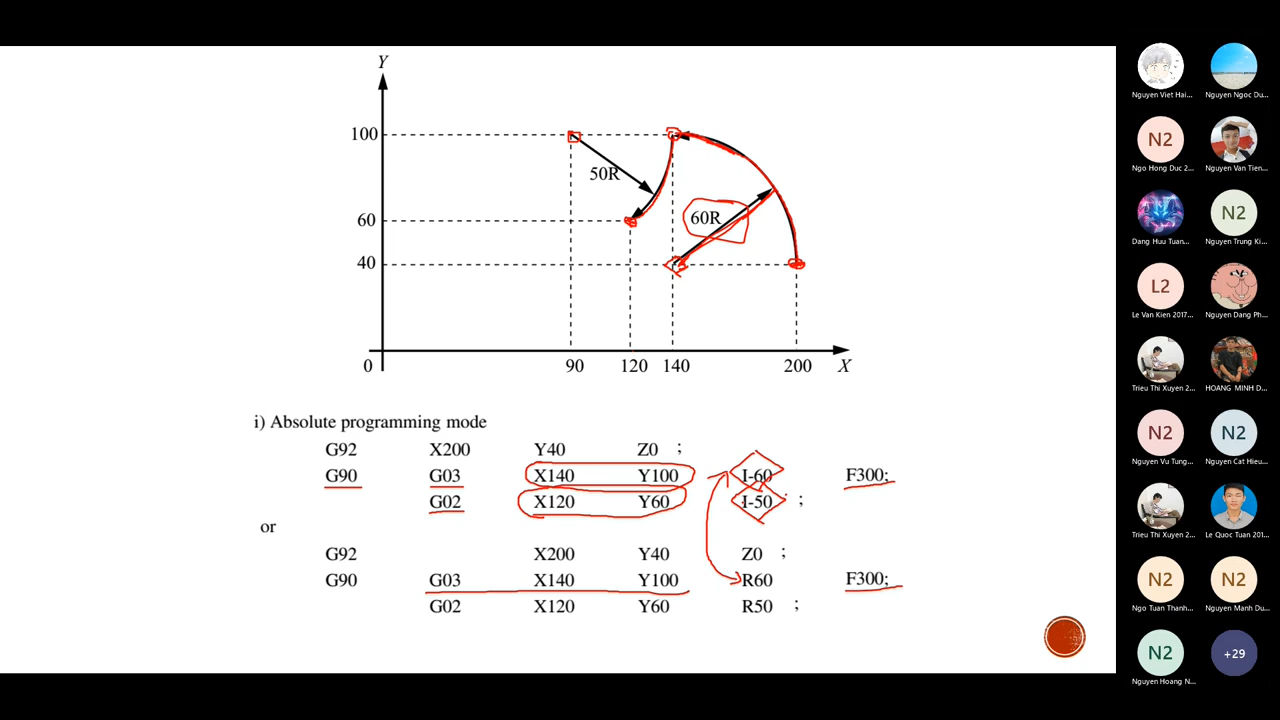 Y
100
50R
60
60R
40
0 90 120 140 200 X
i) Absolute programming mode
G92 X200 Y40 Z0 ;
G90 G03 X140 Y100 I-60 F300;
G02 X120 Y60 I-50 ;
or
G92 X200 Y40 Z0 ;
G90 G03 X140 Y100 R60 F300;
G02 X120 Y60 R50 ;
Nguyen Viet Hai... Nguyen Ngoc Du...
N2
Ngo Hong Duc 2... Nguyen Van Tien...
N2
Dang Huu Tuan... Nguyen Trung Ki...
L2
Le Van Kien 2017... Nguyen Dang Ph...
Trieu Thi Xuyen 2... HOANG MINH D...
N2 N2
Nguyen Vu Tung... Nguyen Cat Hieu...
Trieu Thi Xuyen 2... Le Quoc Tuan 201...
N2 N2
Ngo Tuan Thanh... Nguyen Manh Du...
N2 +29
Nguyen Hoang N...